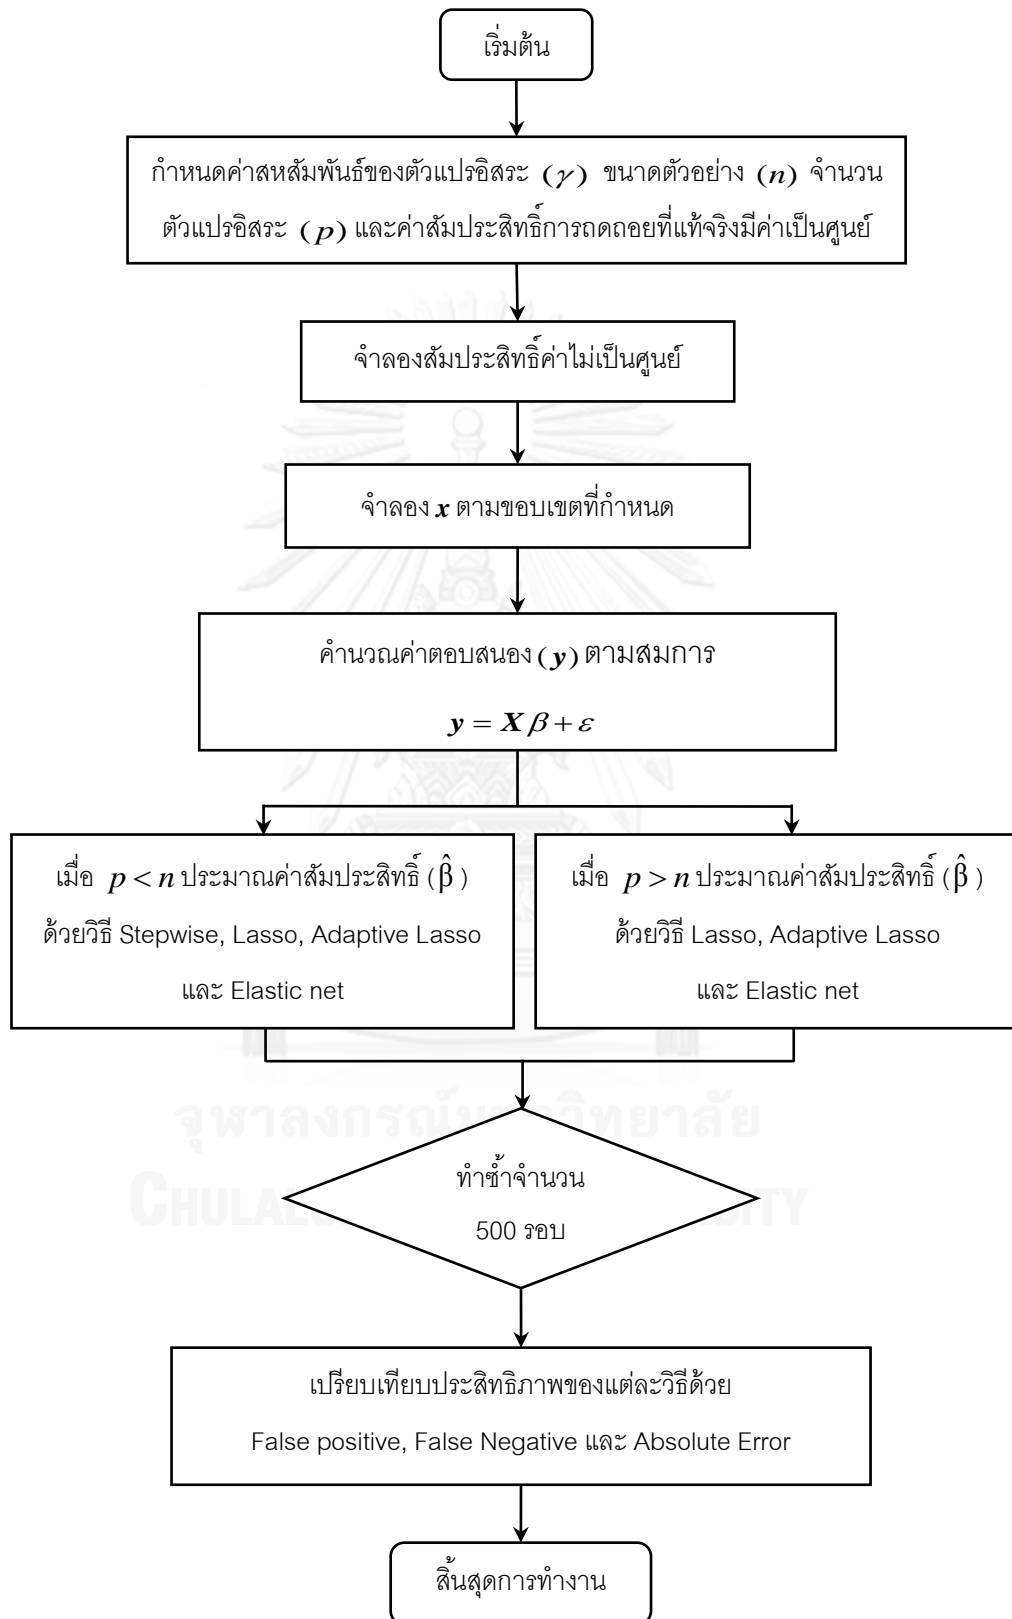 เริ่มต้น
กำหนดค่าสหสัมพันธ์ของตัวแปรอิสระ (γ) ขนาดตัวอย่าง (n) จำนวน
ตัวแปรอิสระ (p) และค่าสัมประสิทธิ์การถดถอยที่แท้จริงมีค่าเป็นศูนย์
จำลองสัมประสิทธิ์ค่าไม่เป็นศูนย์
จำลอง x ตามขอบเขตที่กำหนด
คำนวณค่าตอบสนอง (y) ตามสมการ
y = Xβ + ε
เมื่อ p < n ประมาณค่าสัมประสิทธิ์ (β̂)
ด้วยวิธี Stepwise, Lasso, Adaptive Lasso
และ Elastic net
เมื่อ p > n ประมาณค่าสัมประสิทธิ์ (β̂)
ด้วยวิธี Lasso, Adaptive Lasso
และ Elastic net
ทำซ้ำจำนวน
500 รอบ
เปรียบเทียบประสิทธิภาพของแต่ละวิธีด้วย
False positive, False Negative และ Absolute Error
สิ้นสุดการทำงาน